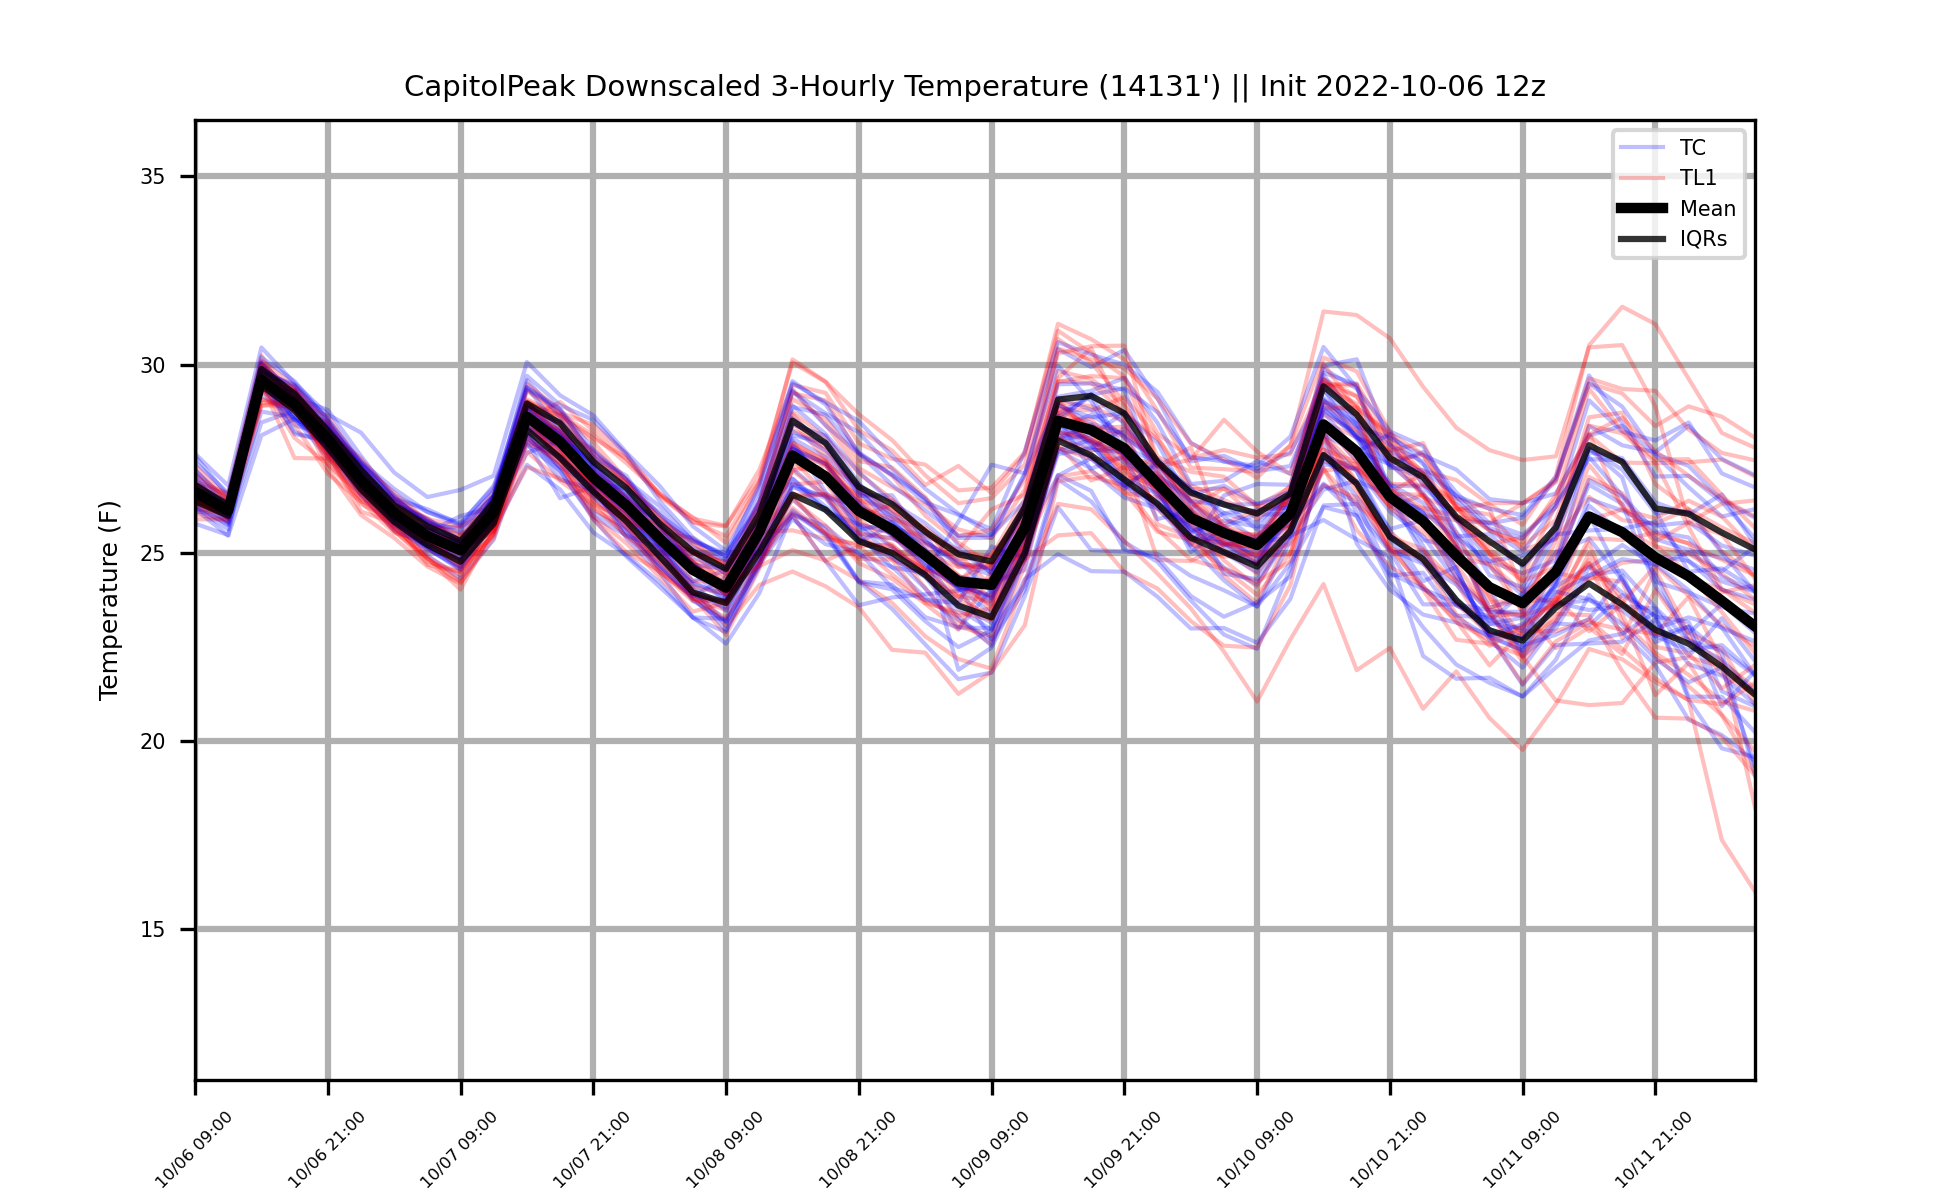 CapitolPeak Downscaled 3-Hourly Temperature (14131') || Init 2022-10-06 12z
TC
TL1
Mean
IQRs
Temperature (F)
35
30
25
20
15
10/06 09:00
10/06 21:00
10/07 09:00
10/07 21:00
10/08 09:00
10/08 21:00
10/09 09:00
10/09 21:00
10/10 09:00
10/10 21:00
10/11 09:00
10/11 21:00